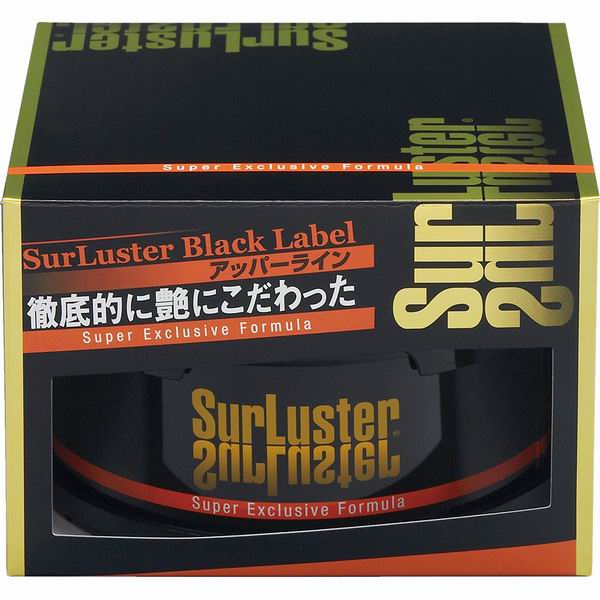 SurLuster
SurLuster®
Super Exclusive Formula
SurLuster Black Label
アッパーライン
徹底的に艶にこだわった
Super Exclusive Formula
SurLuster®
Super Exclusive Formula